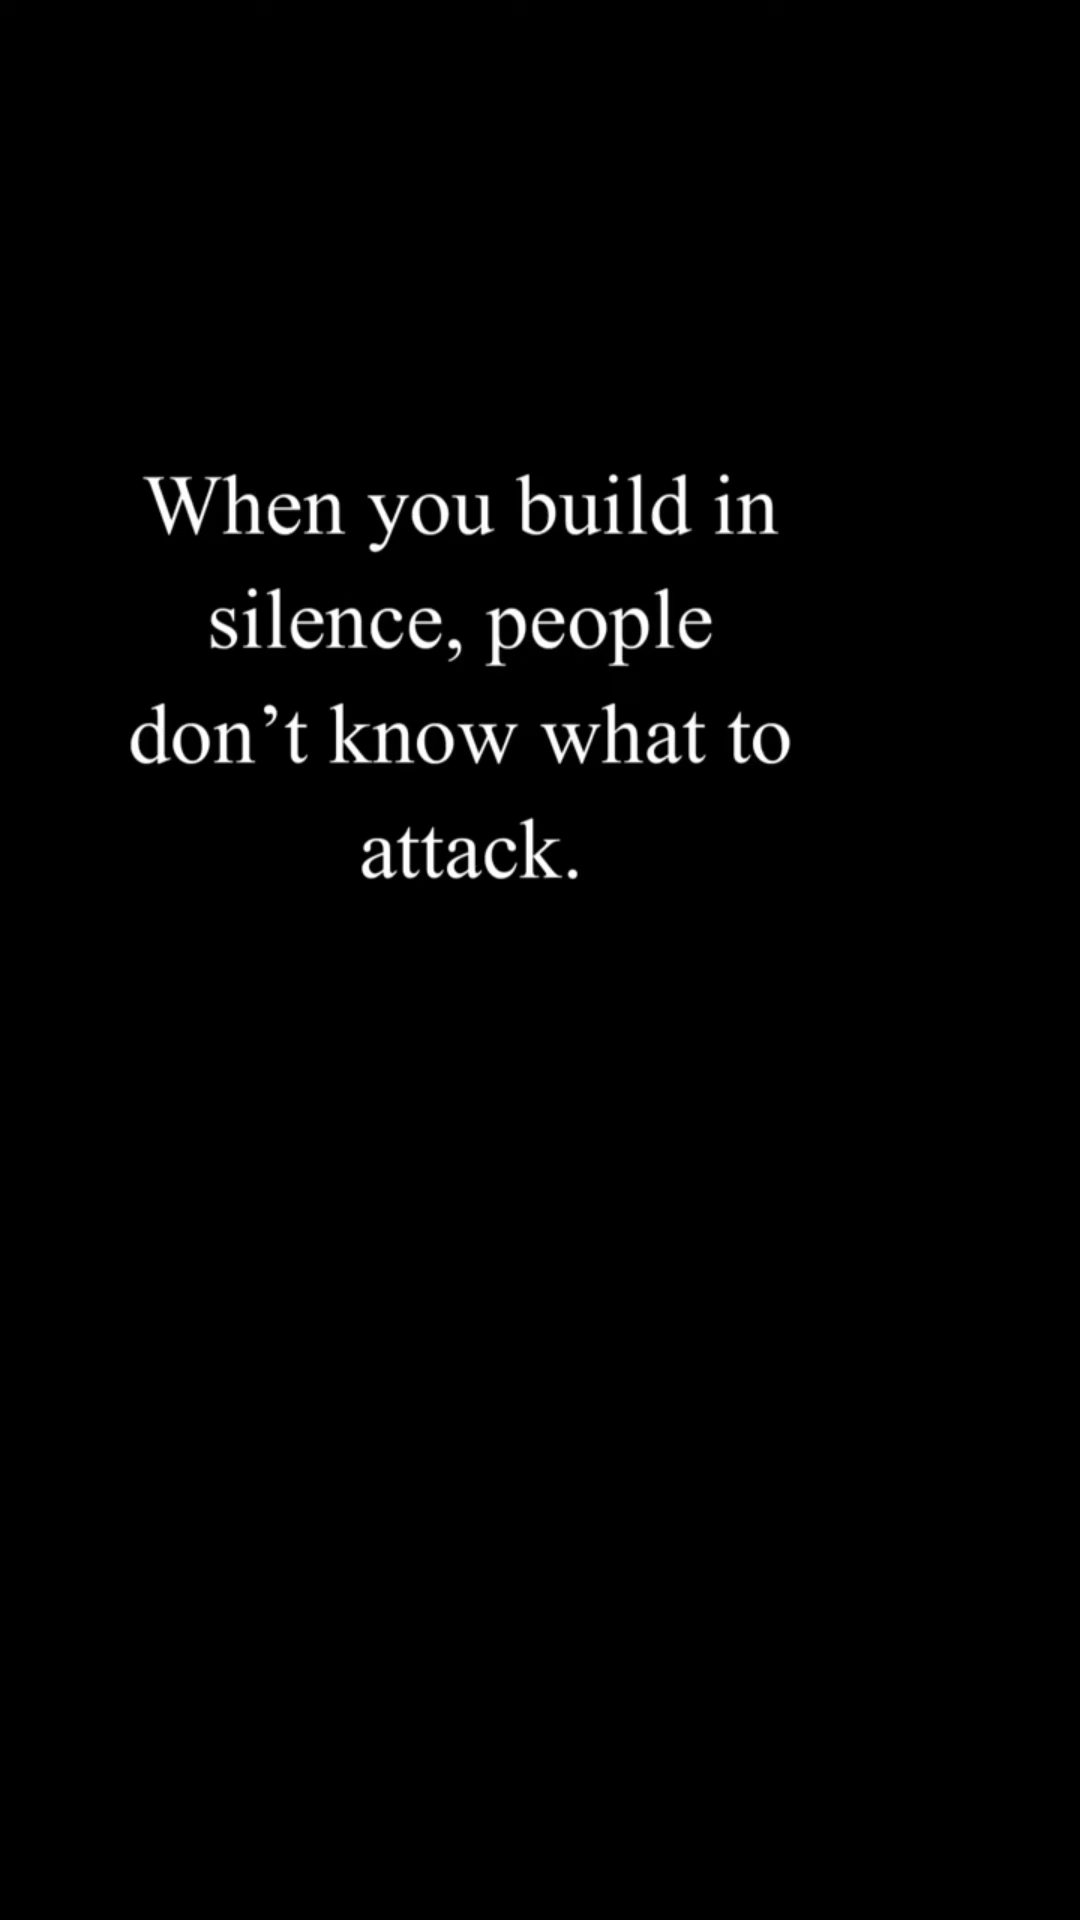 When you build in
silence, people
don’t know what to
attack.